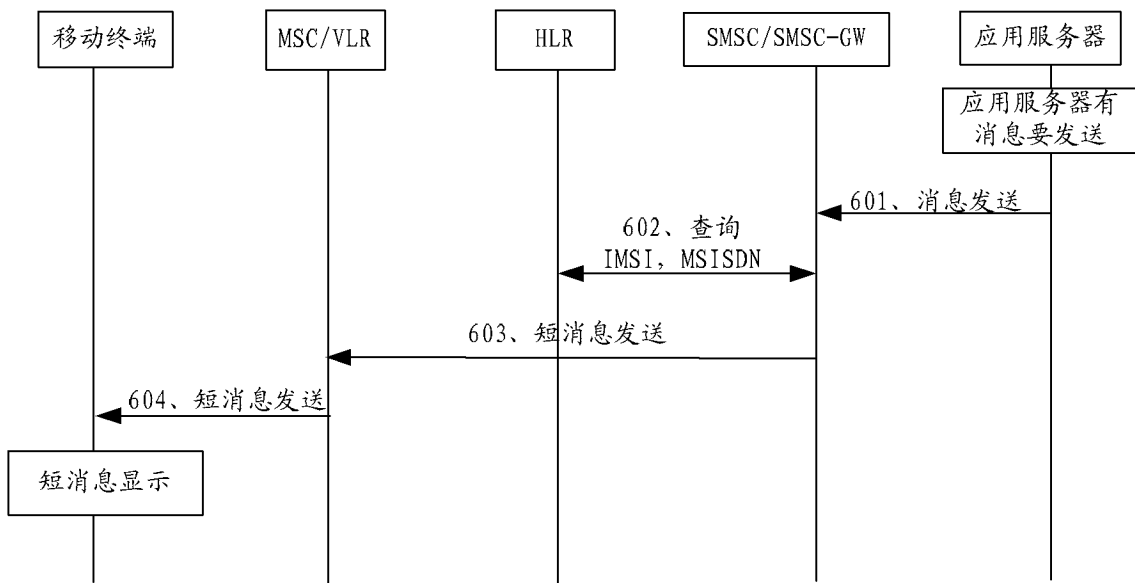 移动终端
MSC/VLR
HLR
SMSC/SMSC-GW
应用服务器
应用服务器有
消息要发送
601、消息发送
602、查询
IMSI, MSISDN
603、短消息发送
604、短消息发送
短消息显示